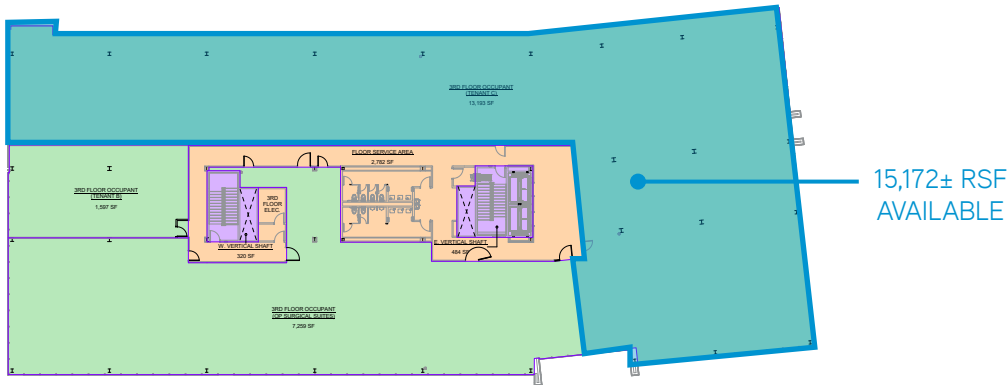 3RD FLOOR OCCUPANT
(TENANT C)
13,193 SF
FLOOR SERVICE AREA
2,782 SF
15,172± RSF
AVAILABLE
3RD FLOOR OCCUPANT
(TENANT B)
1,597 SF
3RD
FLOOR
ELEC.
W. VERTICAL SHAFT
320 SF
E. VERTICAL SHAFT
484 SF
3RD FLOOR OCCUPANT
(OP SURGICAL SUITES)
7,259 SF